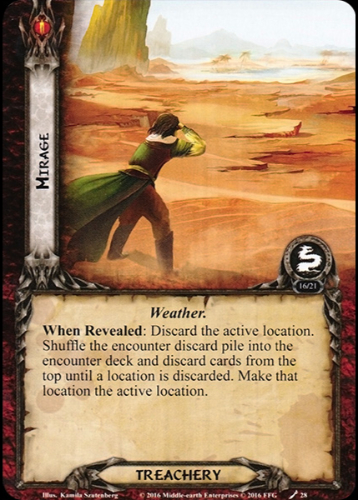 MIRAGE
16/21
Weather.
When Revealed: Discard the active location.
Shuffle the encounter discard pile into the
encounter deck and discard cards from the
top until a location is discarded. Make that
location the active location.
TREACHERY
Illus. Kamila Szutenberg © 2016 Middle-earth Enterprises © 2016 FFG 28